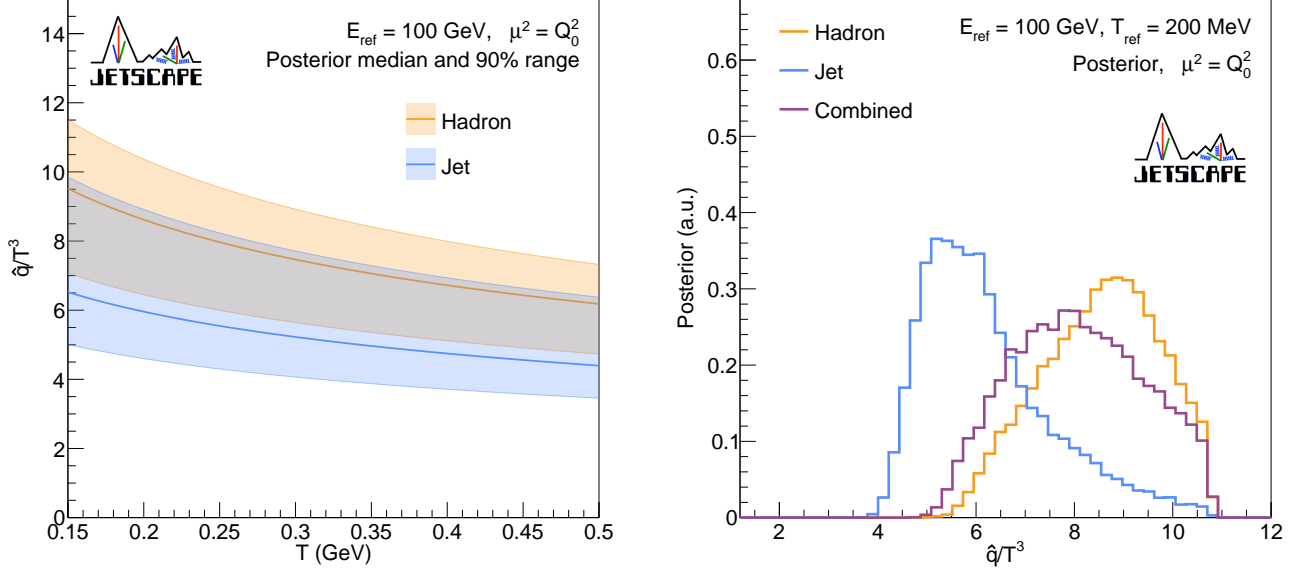 14
12
10
8
6
4
2
0
q̂/T³
JETSCAPE
E_ref = 100 GeV, μ² = Q₀²
Posterior median and 90% range
Hadron
Jet
0.15 0.2 0.25 0.3 0.35 0.4 0.45 0.5
T (GeV)
0.6
0.5
0.4
0.3
0.2
0.1
0
Posterior (a.u.)
Hadron
Jet
Combined
E_ref = 100 GeV, T_ref = 200 MeV
Posterior, μ² = Q₀²
JETSCAPE
2 4 6 8 10 12
q̂/T³